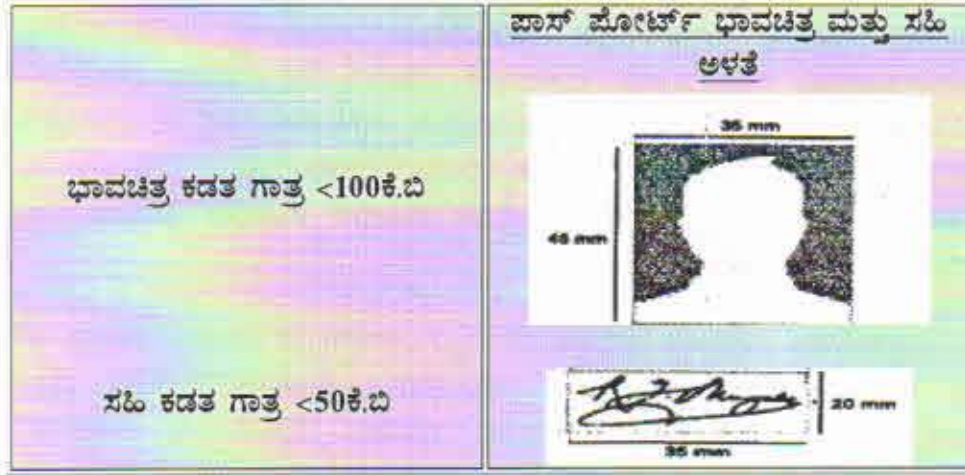 ಭಾವಚಿತ್ರ ಕಡತ ಗಾತ್ರ <100ಕೆ.ಬಿ
ಸಹಿ ಕಡತ ಗಾತ್ರ <50ಕೆ.ಬಿ
ಪಾಸ್ ಪೋರ್ಟ್ ಭಾವಚಿತ್ರ ಮತ್ತು ಸಹಿ
ಅಳತೆ
35 mm
45 mm
20 mm
35 mm